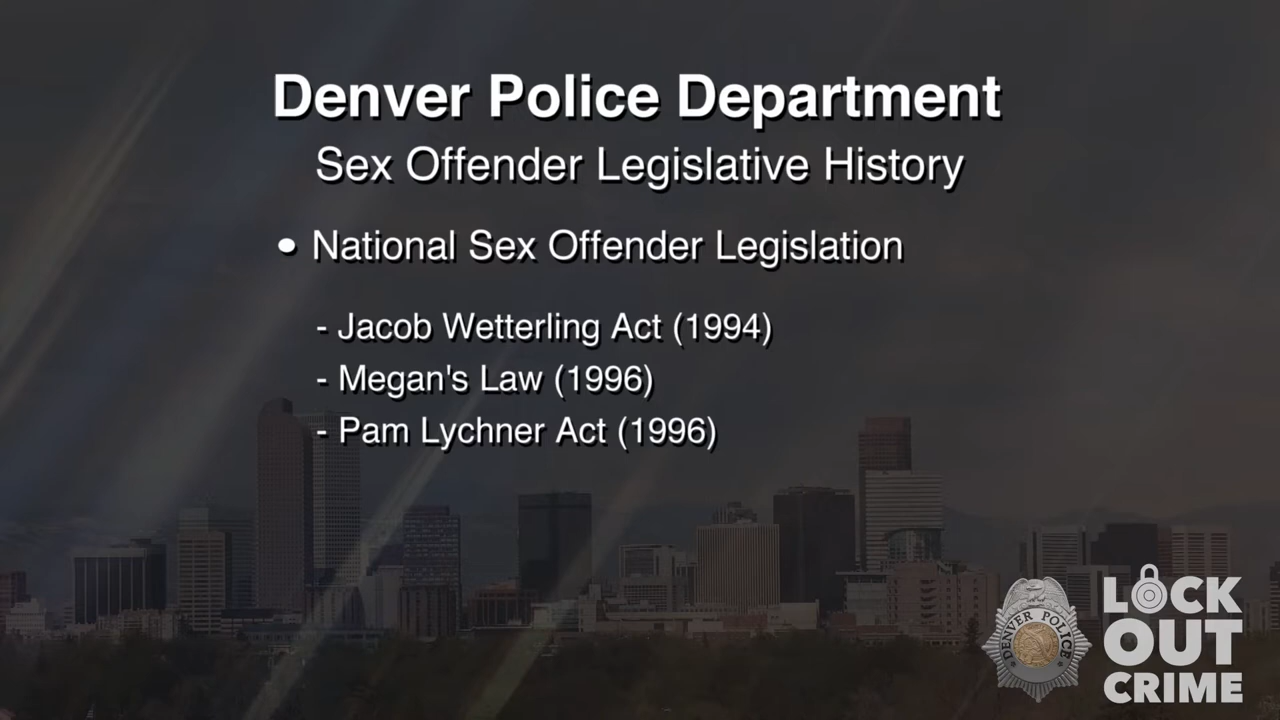 Denver Police Department
Sex Offender Legislative History
• National Sex Offender Legislation
- Jacob Wetterling Act (1994)
- Megan's Law (1996)
- Pam Lychner Act (1996)
DENVER POLICE
LOCK
OUT
CRIME